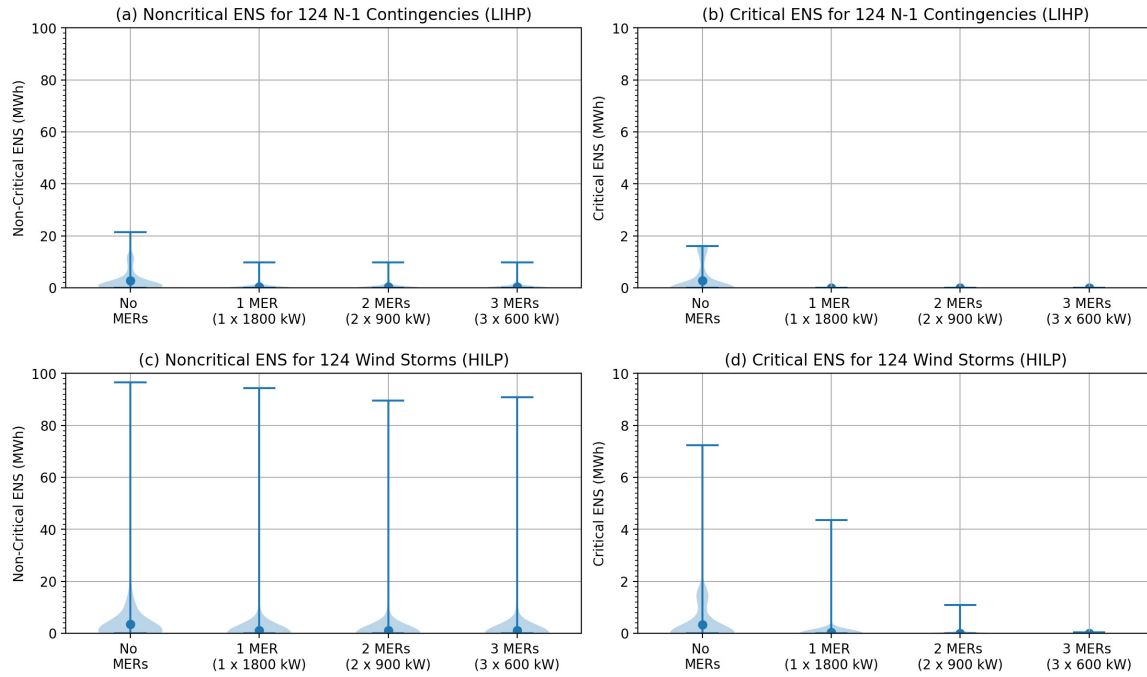 (a) Noncritical ENS for 124 N-1 Contingencies (LIHP)
Non-Critical ENS (MWh)
100
80
60
40
20
0
No
MERs
1 MER
(1 x 1800 kW)
2 MERs
(2 x 900 kW)
3 MERs
(3 x 600 kW)
(b) Critical ENS for 124 N-1 Contingencies (LIHP)
Critical ENS (MWh)
10
8
6
4
2
0
No
MERs
1 MER
(1 x 1800 kW)
2 MERs
(2 x 900 kW)
3 MERs
(3 x 600 kW)
(c) Noncritical ENS for 124 Wind Storms (HILP)
Non-Critical ENS (MWh)
100
80
60
40
20
0
No
MERs
1 MER
(1 x 1800 kW)
2 MERs
(2 x 900 kW)
3 MERs
(3 x 600 kW)
(d) Critical ENS for 124 Wind Storms (HILP)
Critical ENS (MWh)
10
8
6
4
2
0
No
MERs
1 MER
(1 x 1800 kW)
2 MERs
(2 x 900 kW)
3 MERs
(3 x 600 kW)